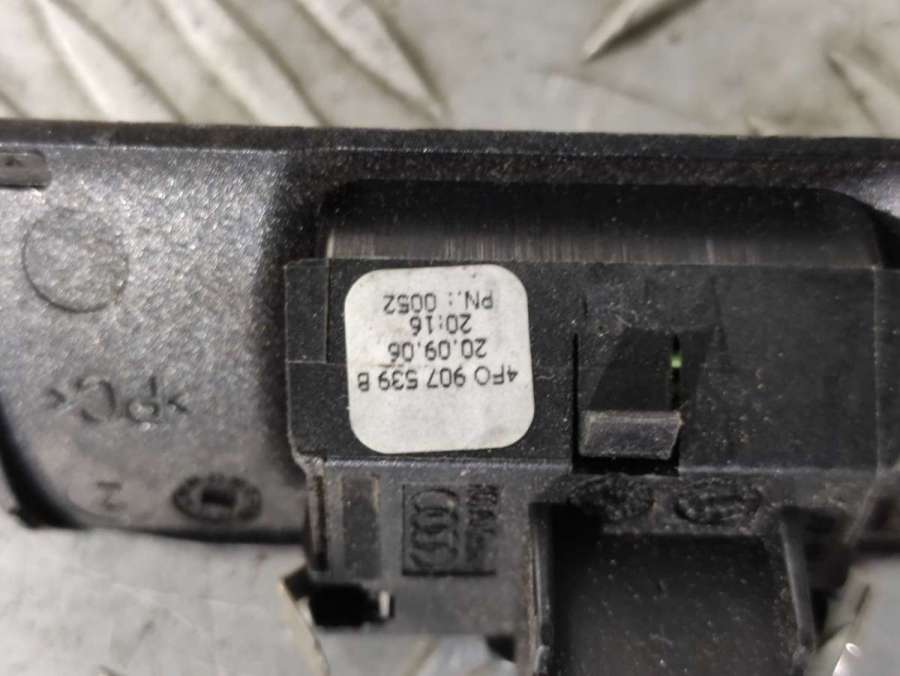 4F0 907 539 B
20.09.06
20:16
PN.: 0052
>PC<